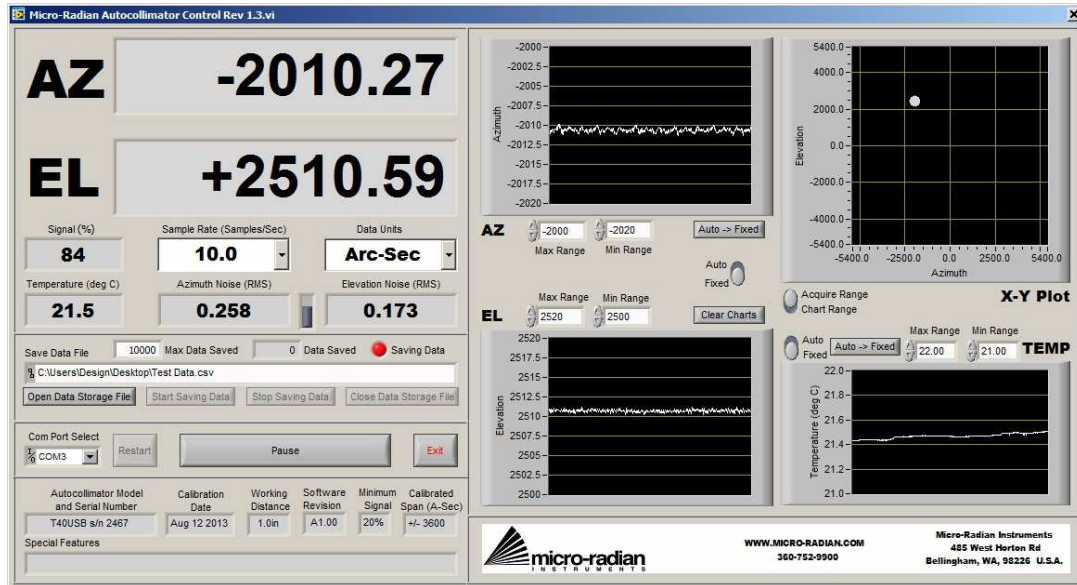 Micro-Radian Autocollimator Control Rev 1.3.vi
AZ
-2010.27
EL
+2510.59
Signal (%)
84
Sample Rate (Samples/Sec)
10.0
Data Units
Arc-Sec
Temperature (deg C)
21.5
Azimuth Noise (RMS)
0.258
Elevation Noise (RMS)
0.173
Save Data File
10000
Max Data Saved
0
Data Saved
Saving Data
C:\Users\Design\Desktop\Test Data.csv
Open Data Storage File
Start Saving Data
Stop Saving Data
Close Data Storage File
Com Port Select
COM3
Restart
Pause
Exit
Autocollimator Model
and Serial Number
T40USB s/n 2467
Calibration
Date
Aug 12 2013
Working
Distance
1.0in
Software
Revision
A1.00
Minimum
Signal
20%
Calibrated
Span (A-Sec)
+/- 3600
Special Features
Azimuth
-2000
-2002.5
-2005
-2007.5
-2010
-2012.5
-2015
-2017.5
-2020
AZ
-2000
Max Range
-2020
Min Range
Auto -> Fixed
Auto
Fixed
EL
Max Range
2520
Min Range
2500
Clear Charts
Elevation
2520
2517.5
2515
2512.5
2510
2507.5
2505
2502.5
2500
Elevation
5400.0
4000.0
2000.0
0.0
-2000.0
-4000.0
-5400.0
-5400.0
-2500.0
0.0
2500.0
5400.0
Azimuth
Acquire Range
Chart Range
X-Y Plot
Auto
Fixed
Auto -> Fixed
Max Range
22.00
Min Range
21.00
TEMP
Temperature (deg C)
22.0
21.8
21.6
21.4
21.2
21.0
micro-radian
INSTRUMENTS
WWW.MICRO-RADIAN.COM
360-752-9900
Micro-Radian Instruments
485 West Horton Rd
Bellingham, WA, 98226 U.S.A.